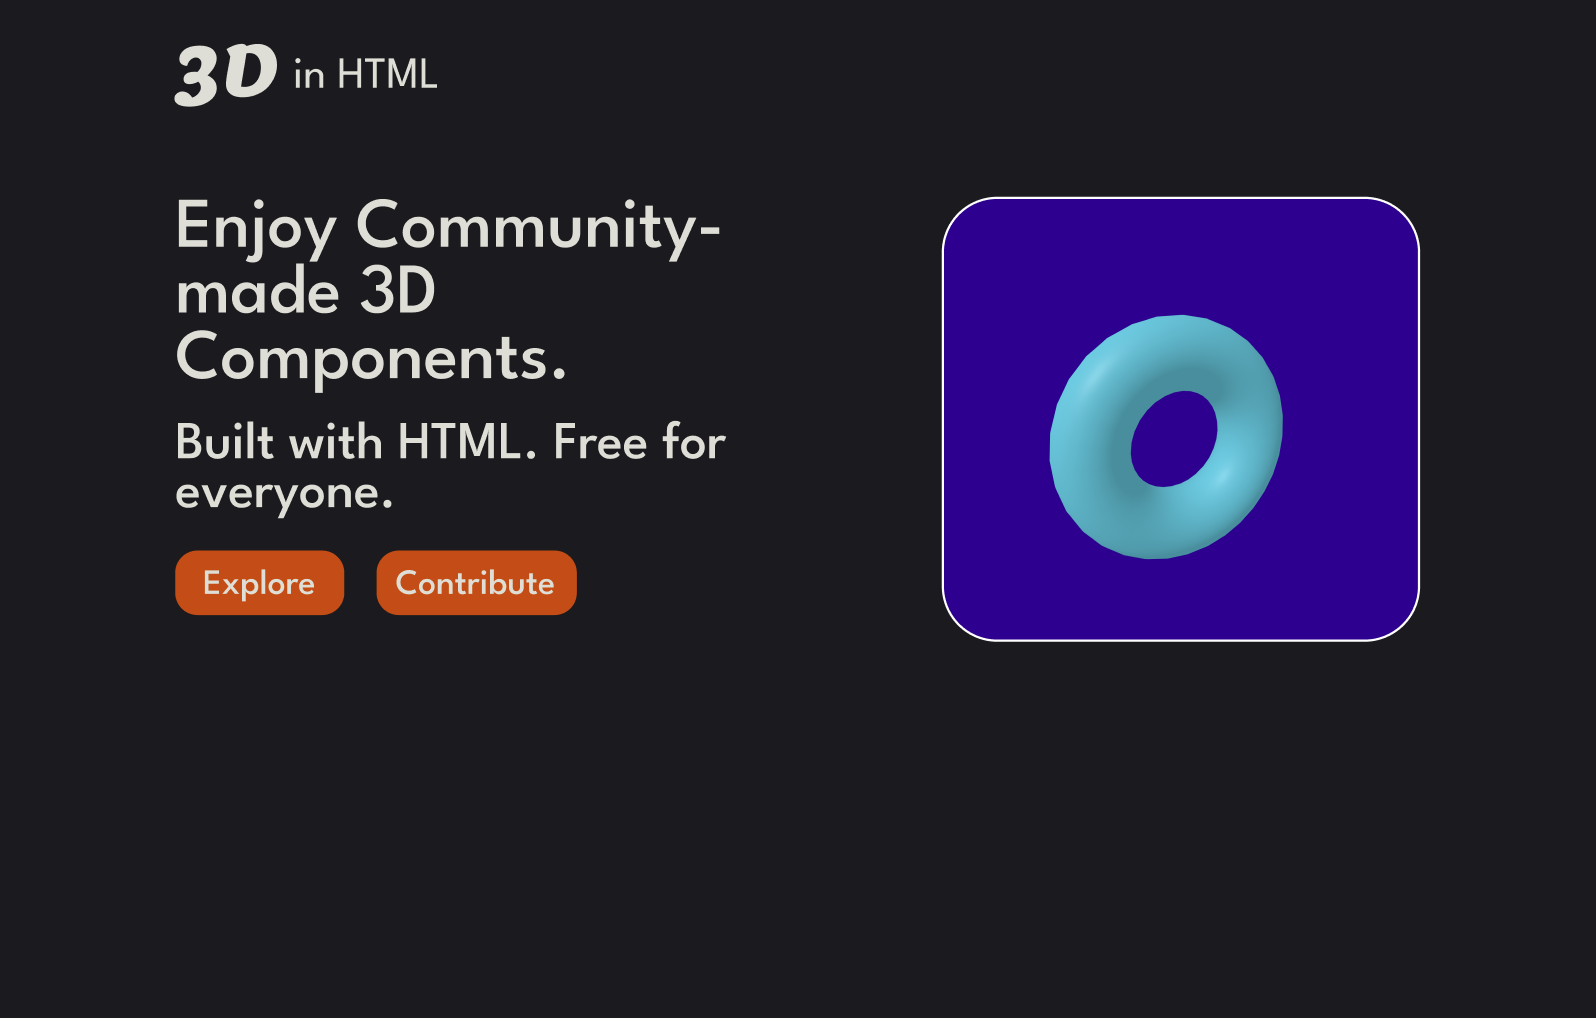 3D in HTML
Enjoy Community-
made 3D
Components.
Built with HTML. Free for
everyone.
Explore
Contribute